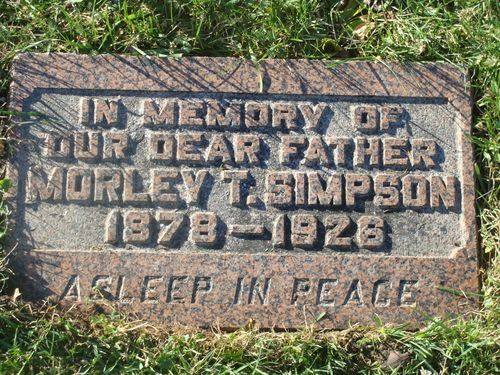 IN MEMORY OF
OUR DEAR FATHER
MORLEY T. SIMPSON
1878 — 1928
ASLEEP IN PEACE